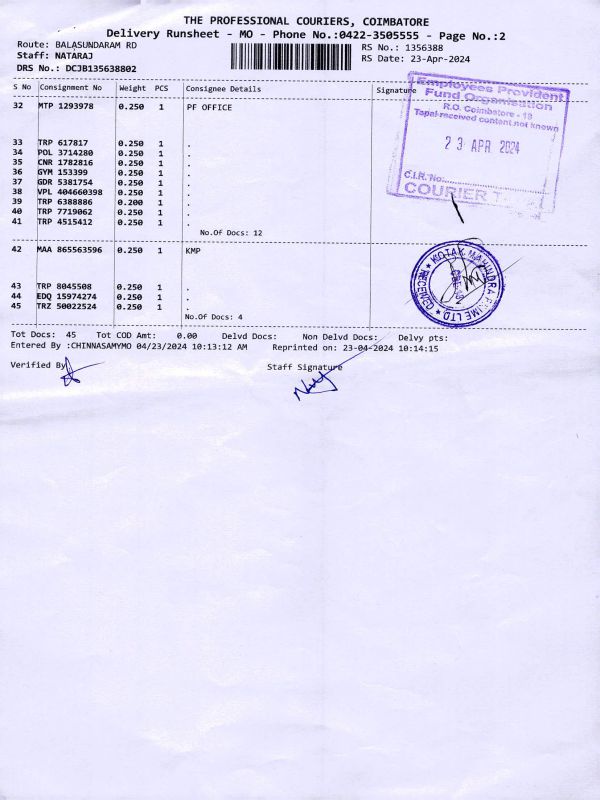 THE PROFESSIONAL COURIERS, COIMBATORE
Delivery Runsheet - MO - Phone No.:0422-3505555 - Page No.:2
Route: BALASUNDARAM RD
RS No.: 1356388
Staff: NATARAJ
RS Date: 23-Apr-2024
DRS No.: DCJB135638802
S No Consignment No Weight PCS Consignee Details Signature
32 MTP 1293978 0.250 1 PF OFFICE
33 TRP 617817 0.250 1 .
34 POL 3714280 0.250 1 .
35 CNR 1782816 0.250 1 .
36 GYM 153399 0.250 1 .
37 GDR 5381754 0.250 1 .
38 VPL 404660398 0.250 1 .
39 TRP 6388886 0.200 1 .
40 TRP 7719062 0.250 1 .
41 TRP 4515412 0.250 1 .
No.Of Docs: 12
Employees Provident
Fund Organisation
R.O. Coimbatore - 18
Tapal received content not known
23 APR 2024
C.I.R. No:
COURIER
42 MAA 865563596 0.250 1 KMP
43 TRP 8045508 0.250 1 .
44 EDQ 15974274 0.250 1 .
45 TRZ 50022524 0.250 1 .
No.Of Docs: 4
KOTAK MAHINDRA PRIME LTD
RECEIVED
Tot Docs: 45 Tot COD Amt: 0.00 Delvd Docs: Non Delvd Docs: Delvy pts:
Entered By :CHINNASAMYMO 04/23/2024 10:13:12 AM Reprinted on: 23-04-2024 10:14:15
Verified By
Staff Signature